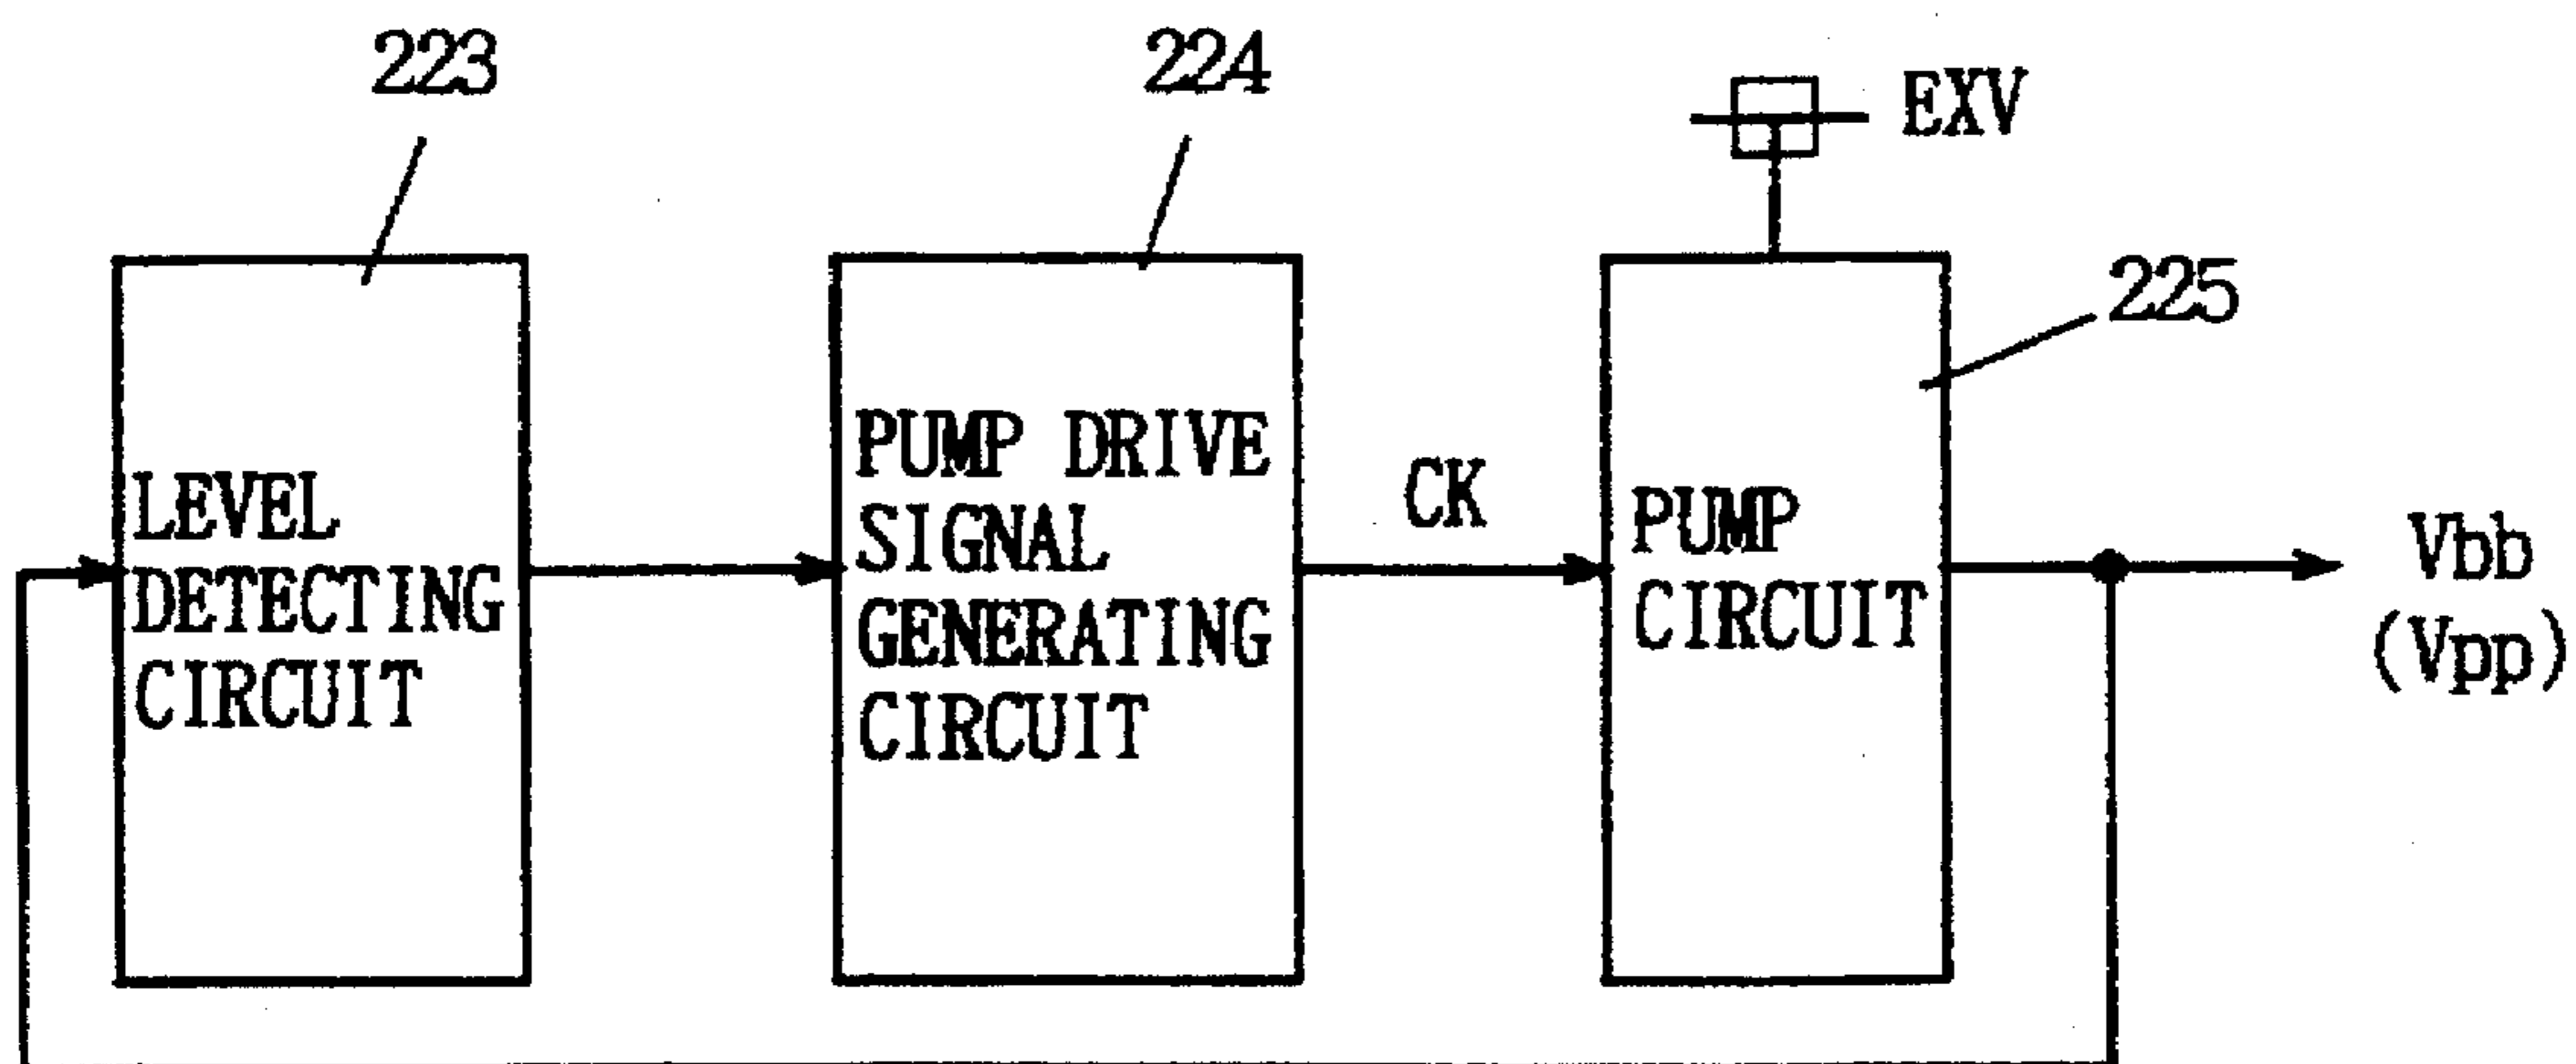 223
224
EXV
225
LEVEL
DETECTING
CIRCUIT
PUMP DRIVE
SIGNAL
GENERATING
CIRCUIT
CK
PUMP
CIRCUIT
Vbb
(Vpp)